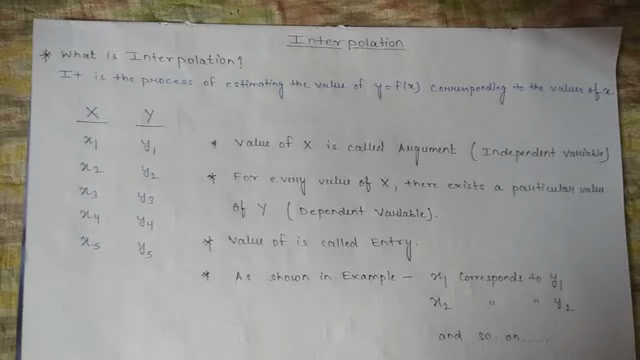 Interpolation
* What is Interpolation?
It is the process of estimating the value of y=f(x) corresponding to the values of x
X Y
x1 y1
x2 y2
x3 y3
x4 y4
x5 y5
* Value of X is called Argument (Independent variable)
* For every value of X, there exists a particular value
of Y (Dependent Variable).
* Value of is called Entry.
* As shown in Example – x1 corresponds to y1
x2 " " y2
and so on.....